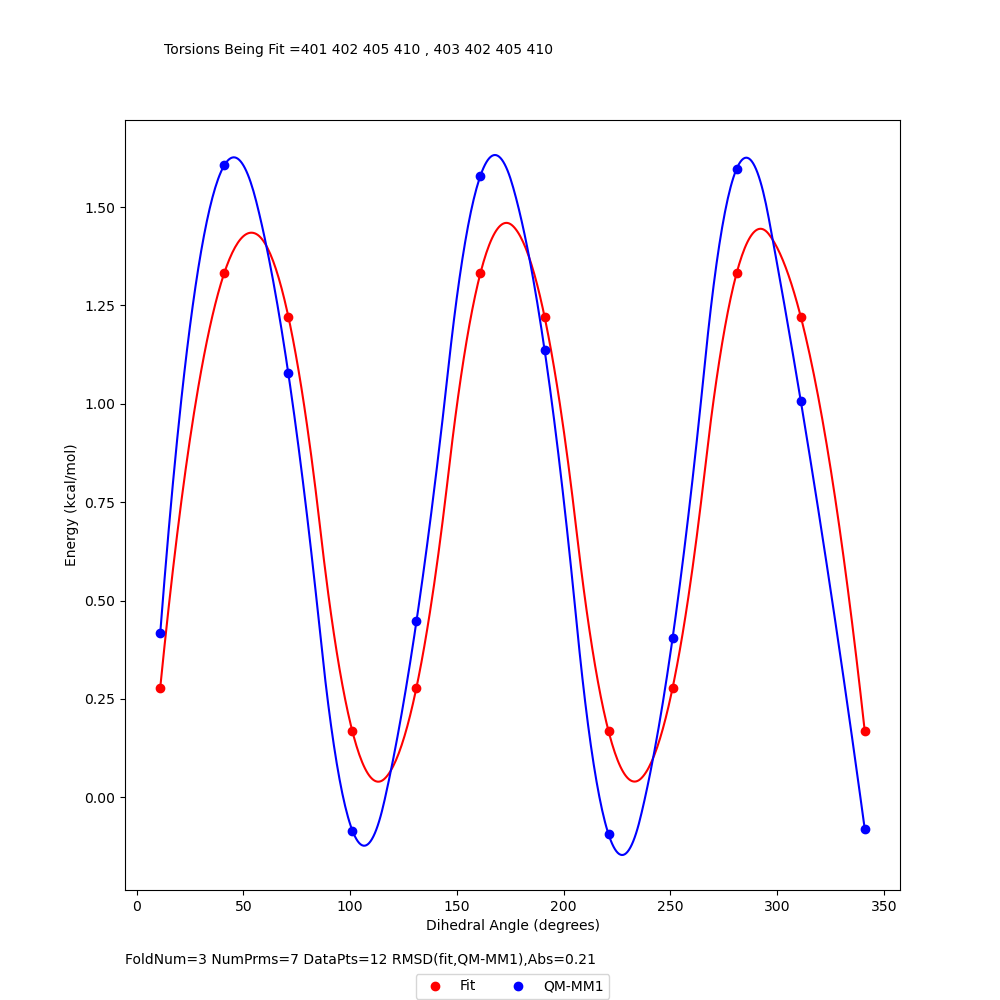 Torsions Being Fit =401 402 405 410 , 403 402 405 410
1.50
1.25
1.00
0.75
0.50
0.25
0.00
Energy (kcal/mol)
0 50 100 150 200 250 300 350
Dihedral Angle (degrees)
FoldNum=3 NumPrms=7 DataPts=12 RMSD(fit,QM-MM1),Abs=0.21
Fit QM-MM1